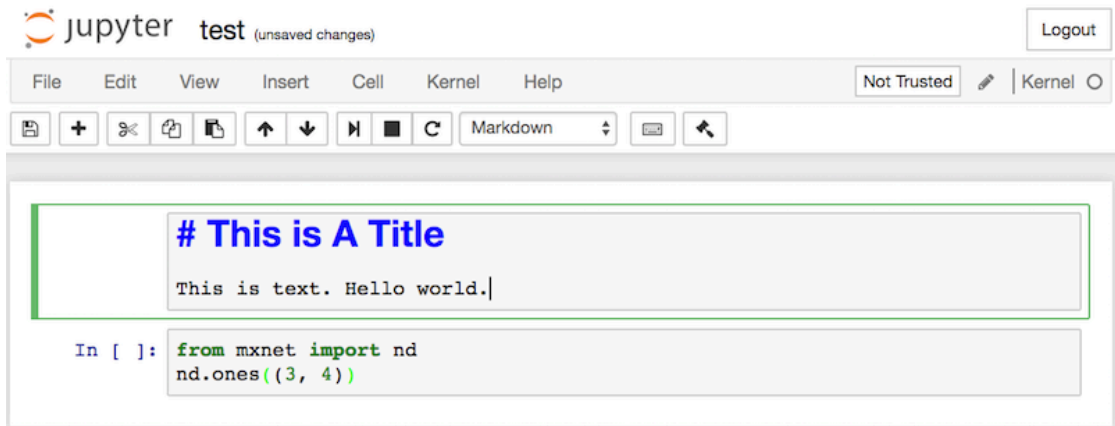 jupyter test (unsaved changes) Logout
File Edit View Insert Cell Kernel Help Not Trusted Kernel
Markdown
# This is A Title
This is text. Hello world.
In [ ]: from mxnet import nd
nd.ones((3, 4))